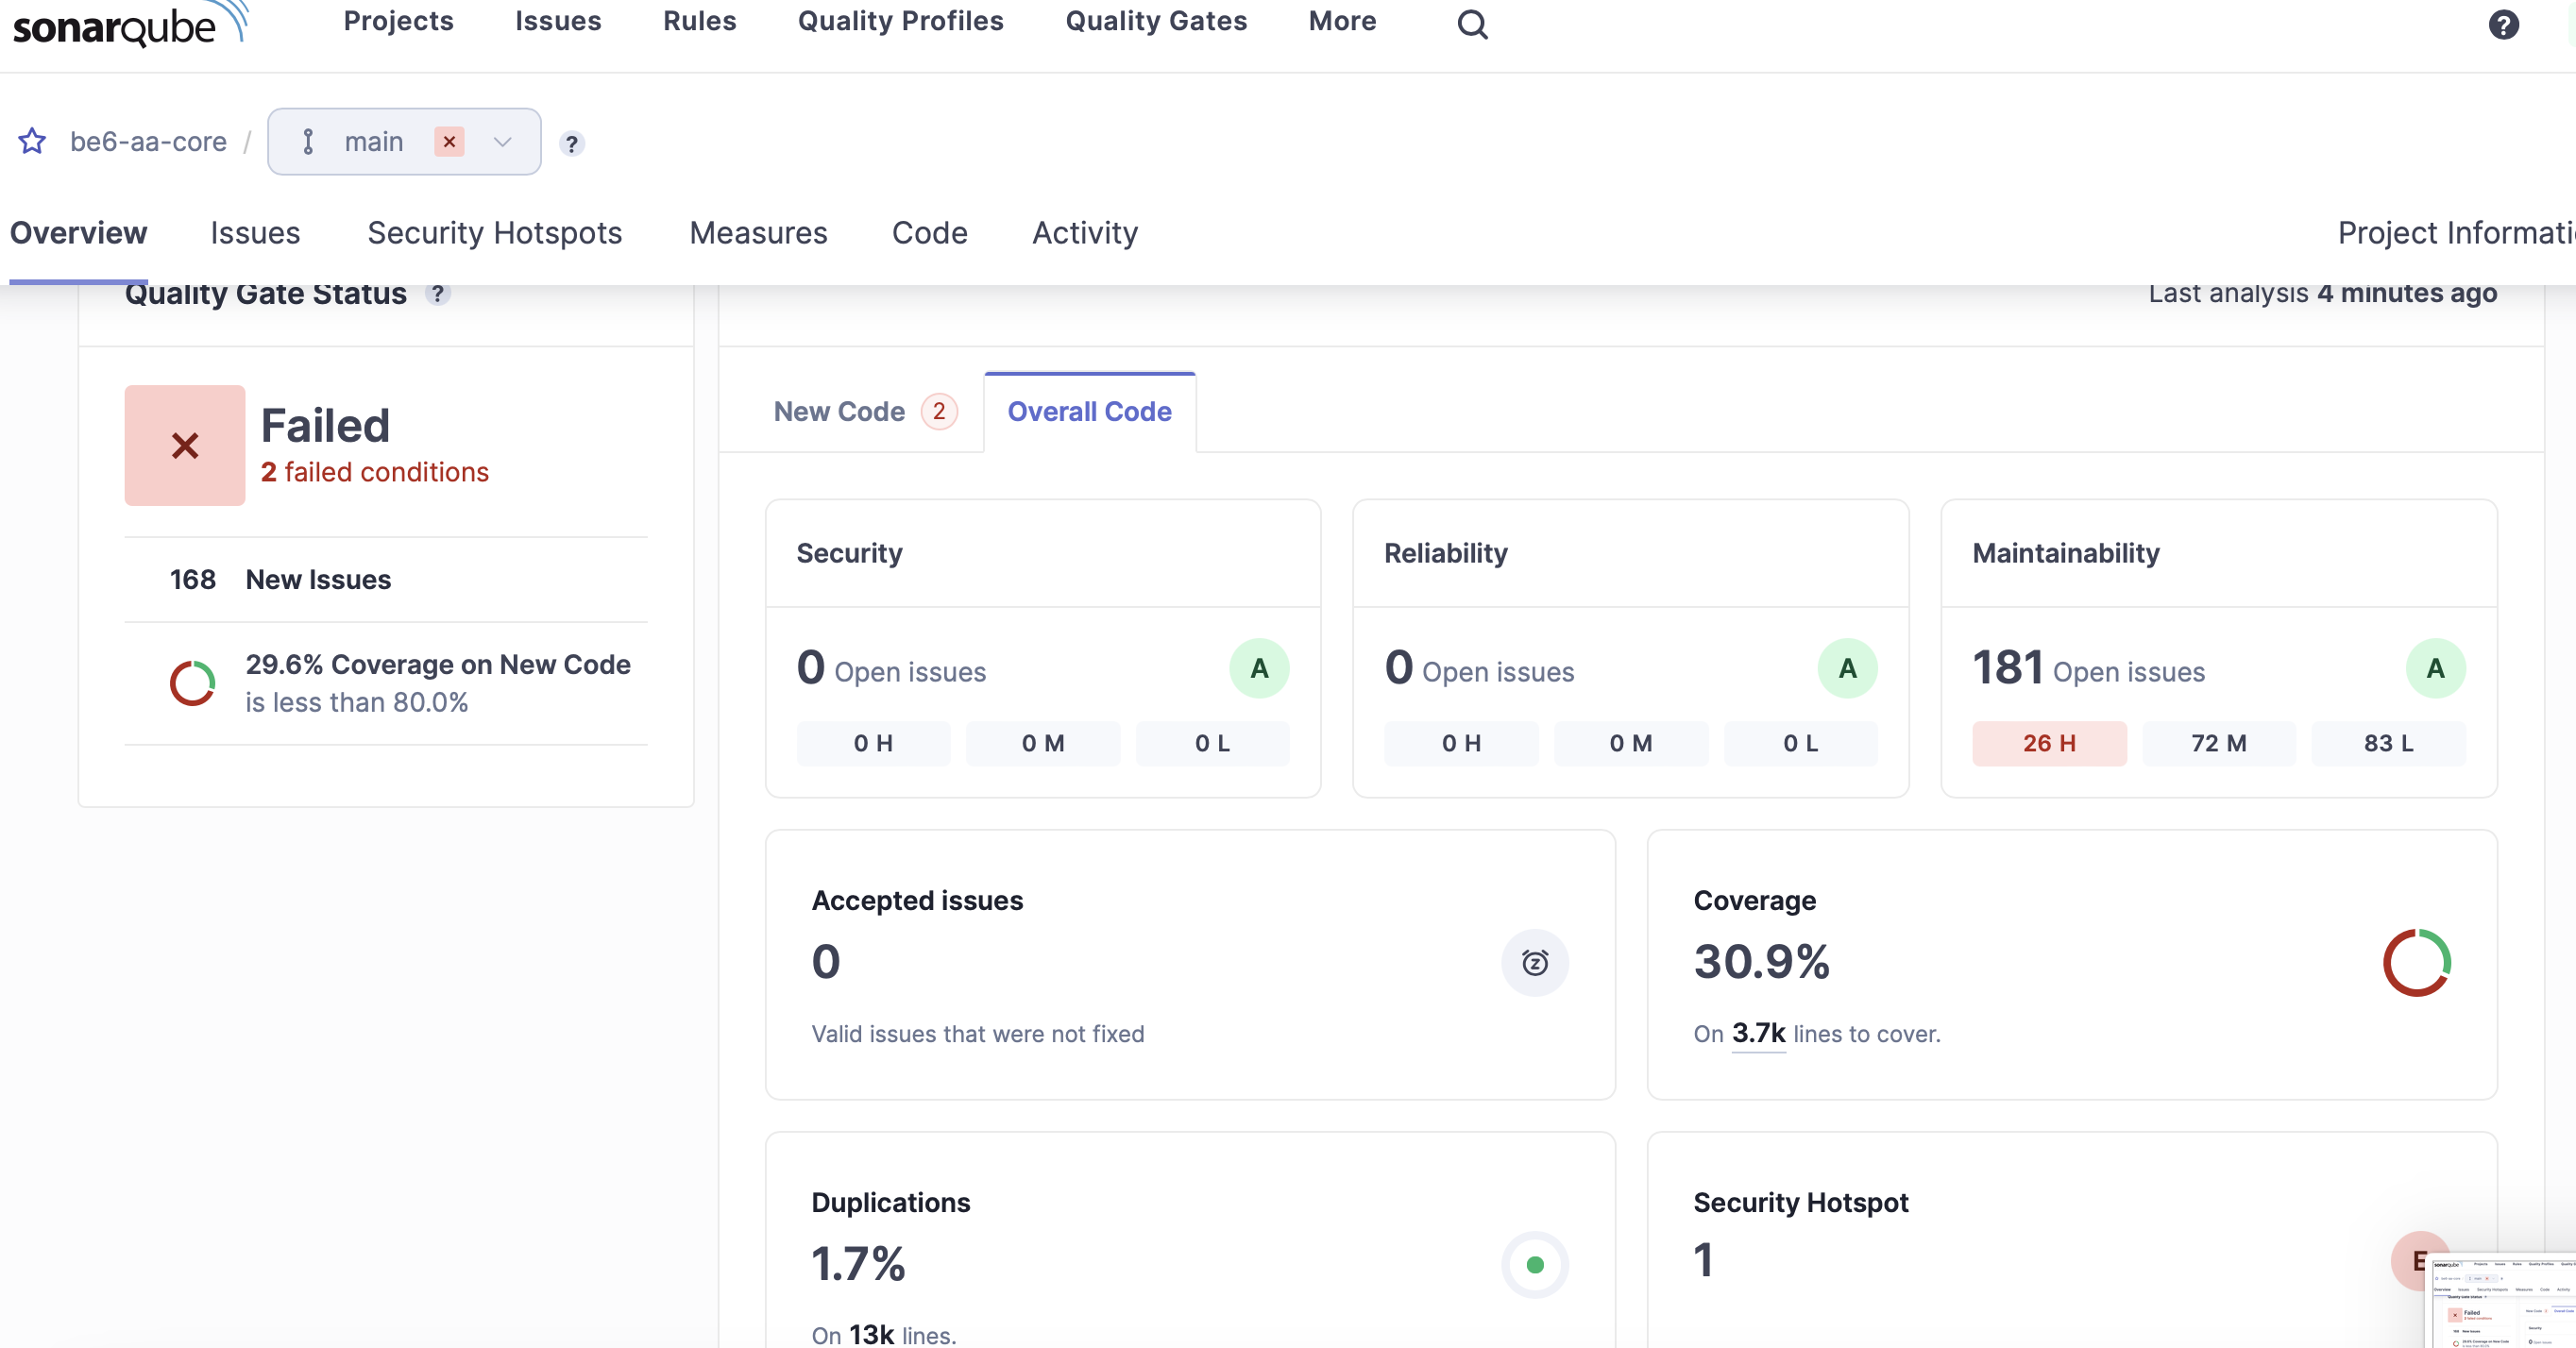 sonarqube
Projects Issues Rules Quality Profiles Quality Gates More ?
be6-aa-core / main × ?
Overview Issues Security Hotspots Measures Code Activity Project Informati
Quality Gate Status ?
Last analysis 4 minutes ago
Failed
2 failed conditions
168 New Issues
29.6% Coverage on New Code
is less than 80.0%
New Code 2 Overall Code
Security
0 Open issues A
0 H 0 M 0 L
Reliability
0 Open issues A
0 H 0 M 0 L
Maintainability
181 Open issues A
26 H 72 M 83 L
Accepted issues
0
Valid issues that were not fixed
Coverage
30.9%
On 3.7k lines to cover.
Duplications
1.7%
On 13k lines.
Security Hotspot
1
E